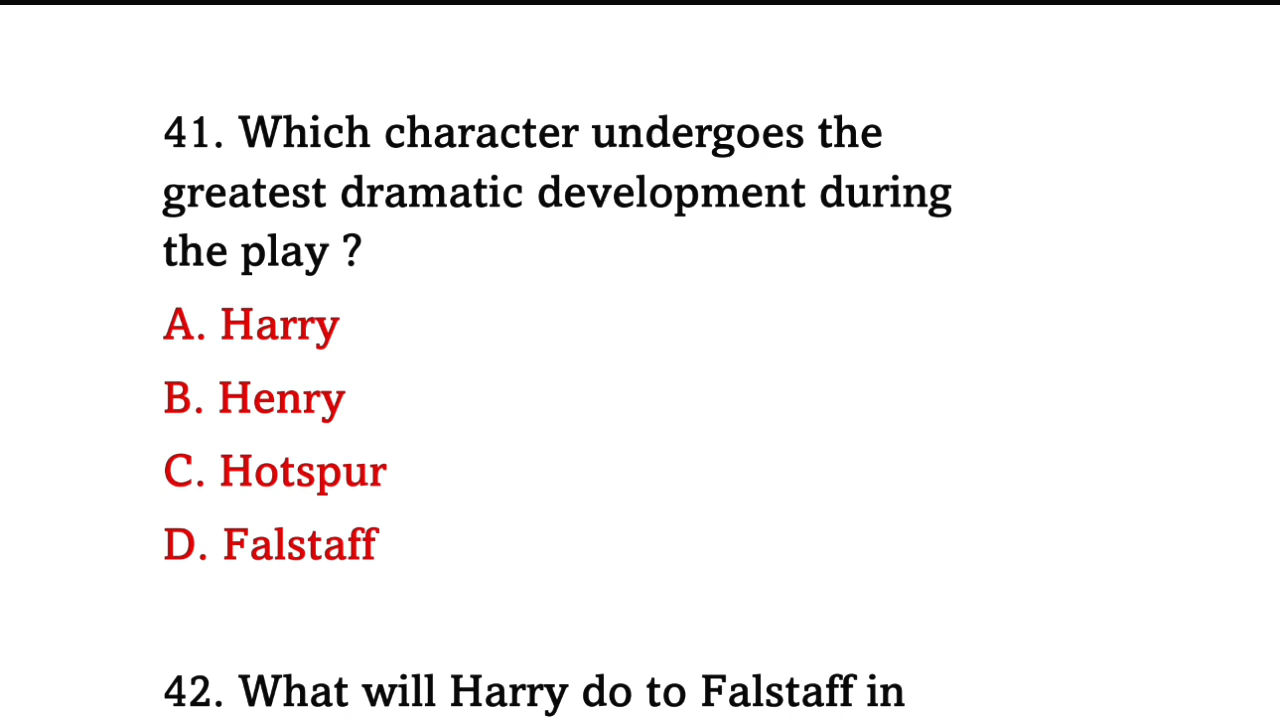 41. Which character undergoes the
greatest dramatic development during
the play ?
A. Harry
B. Henry
C. Hotspur
D. Falstaff
42. What will Harry do to Falstaff in